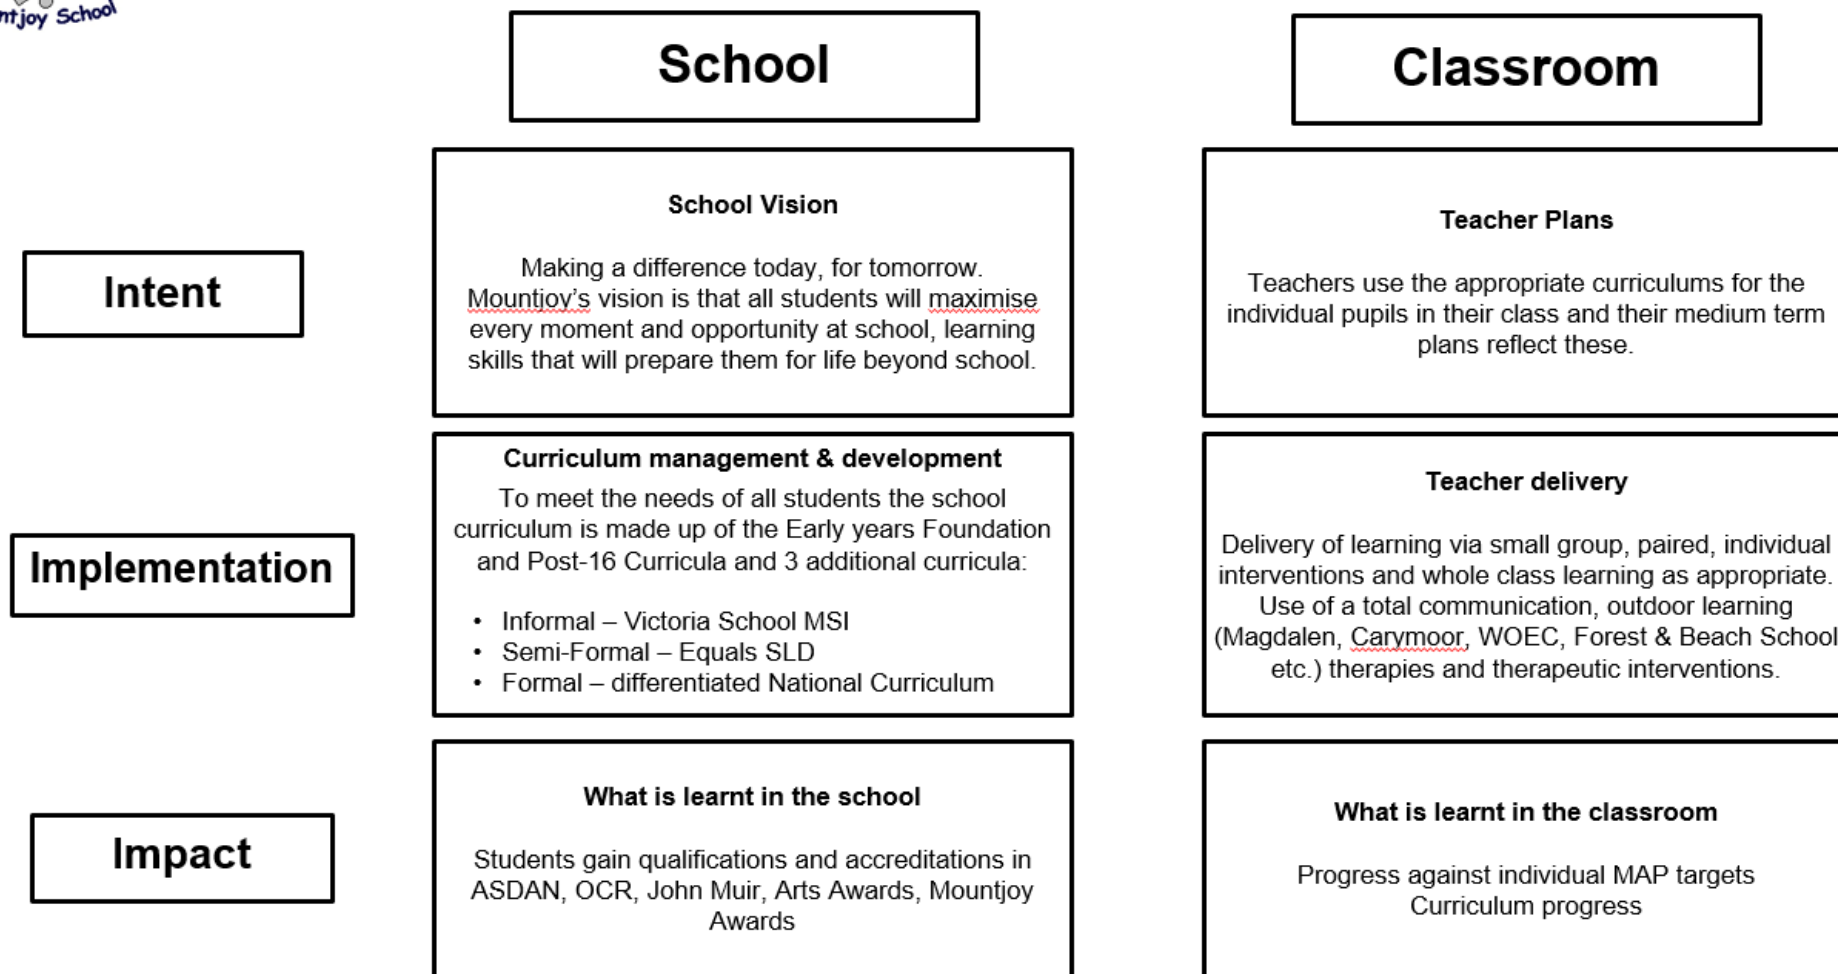 ntjoy School
School
Classroom
Intent
School Vision
Making a difference today, for tomorrow.
Mountjoy’s vision is that all students will maximise
every moment and opportunity at school, learning
skills that will prepare them for life beyond school.
Teacher Plans
Teachers use the appropriate curriculums for the
individual pupils in their class and their medium term
plans reflect these.
Implementation
Curriculum management & development
To meet the needs of all students the school
curriculum is made up of the Early years Foundation
and Post-16 Curricula and 3 additional curricula:
• Informal – Victoria School MSI
• Semi-Formal – Equals SLD
• Formal – differentiated National Curriculum
Teacher delivery
Delivery of learning via small group, paired, individual
interventions and whole class learning as appropriate.
Use of a total communication, outdoor learning
(Magdalen, Carymoor, WOEC, Forest & Beach School
etc.) therapies and therapeutic interventions.
Impact
What is learnt in the school
Students gain qualifications and accreditations in
ASDAN, OCR, John Muir, Arts Awards, Mountjoy
Awards
What is learnt in the classroom
Progress against individual MAP targets
Curriculum progress